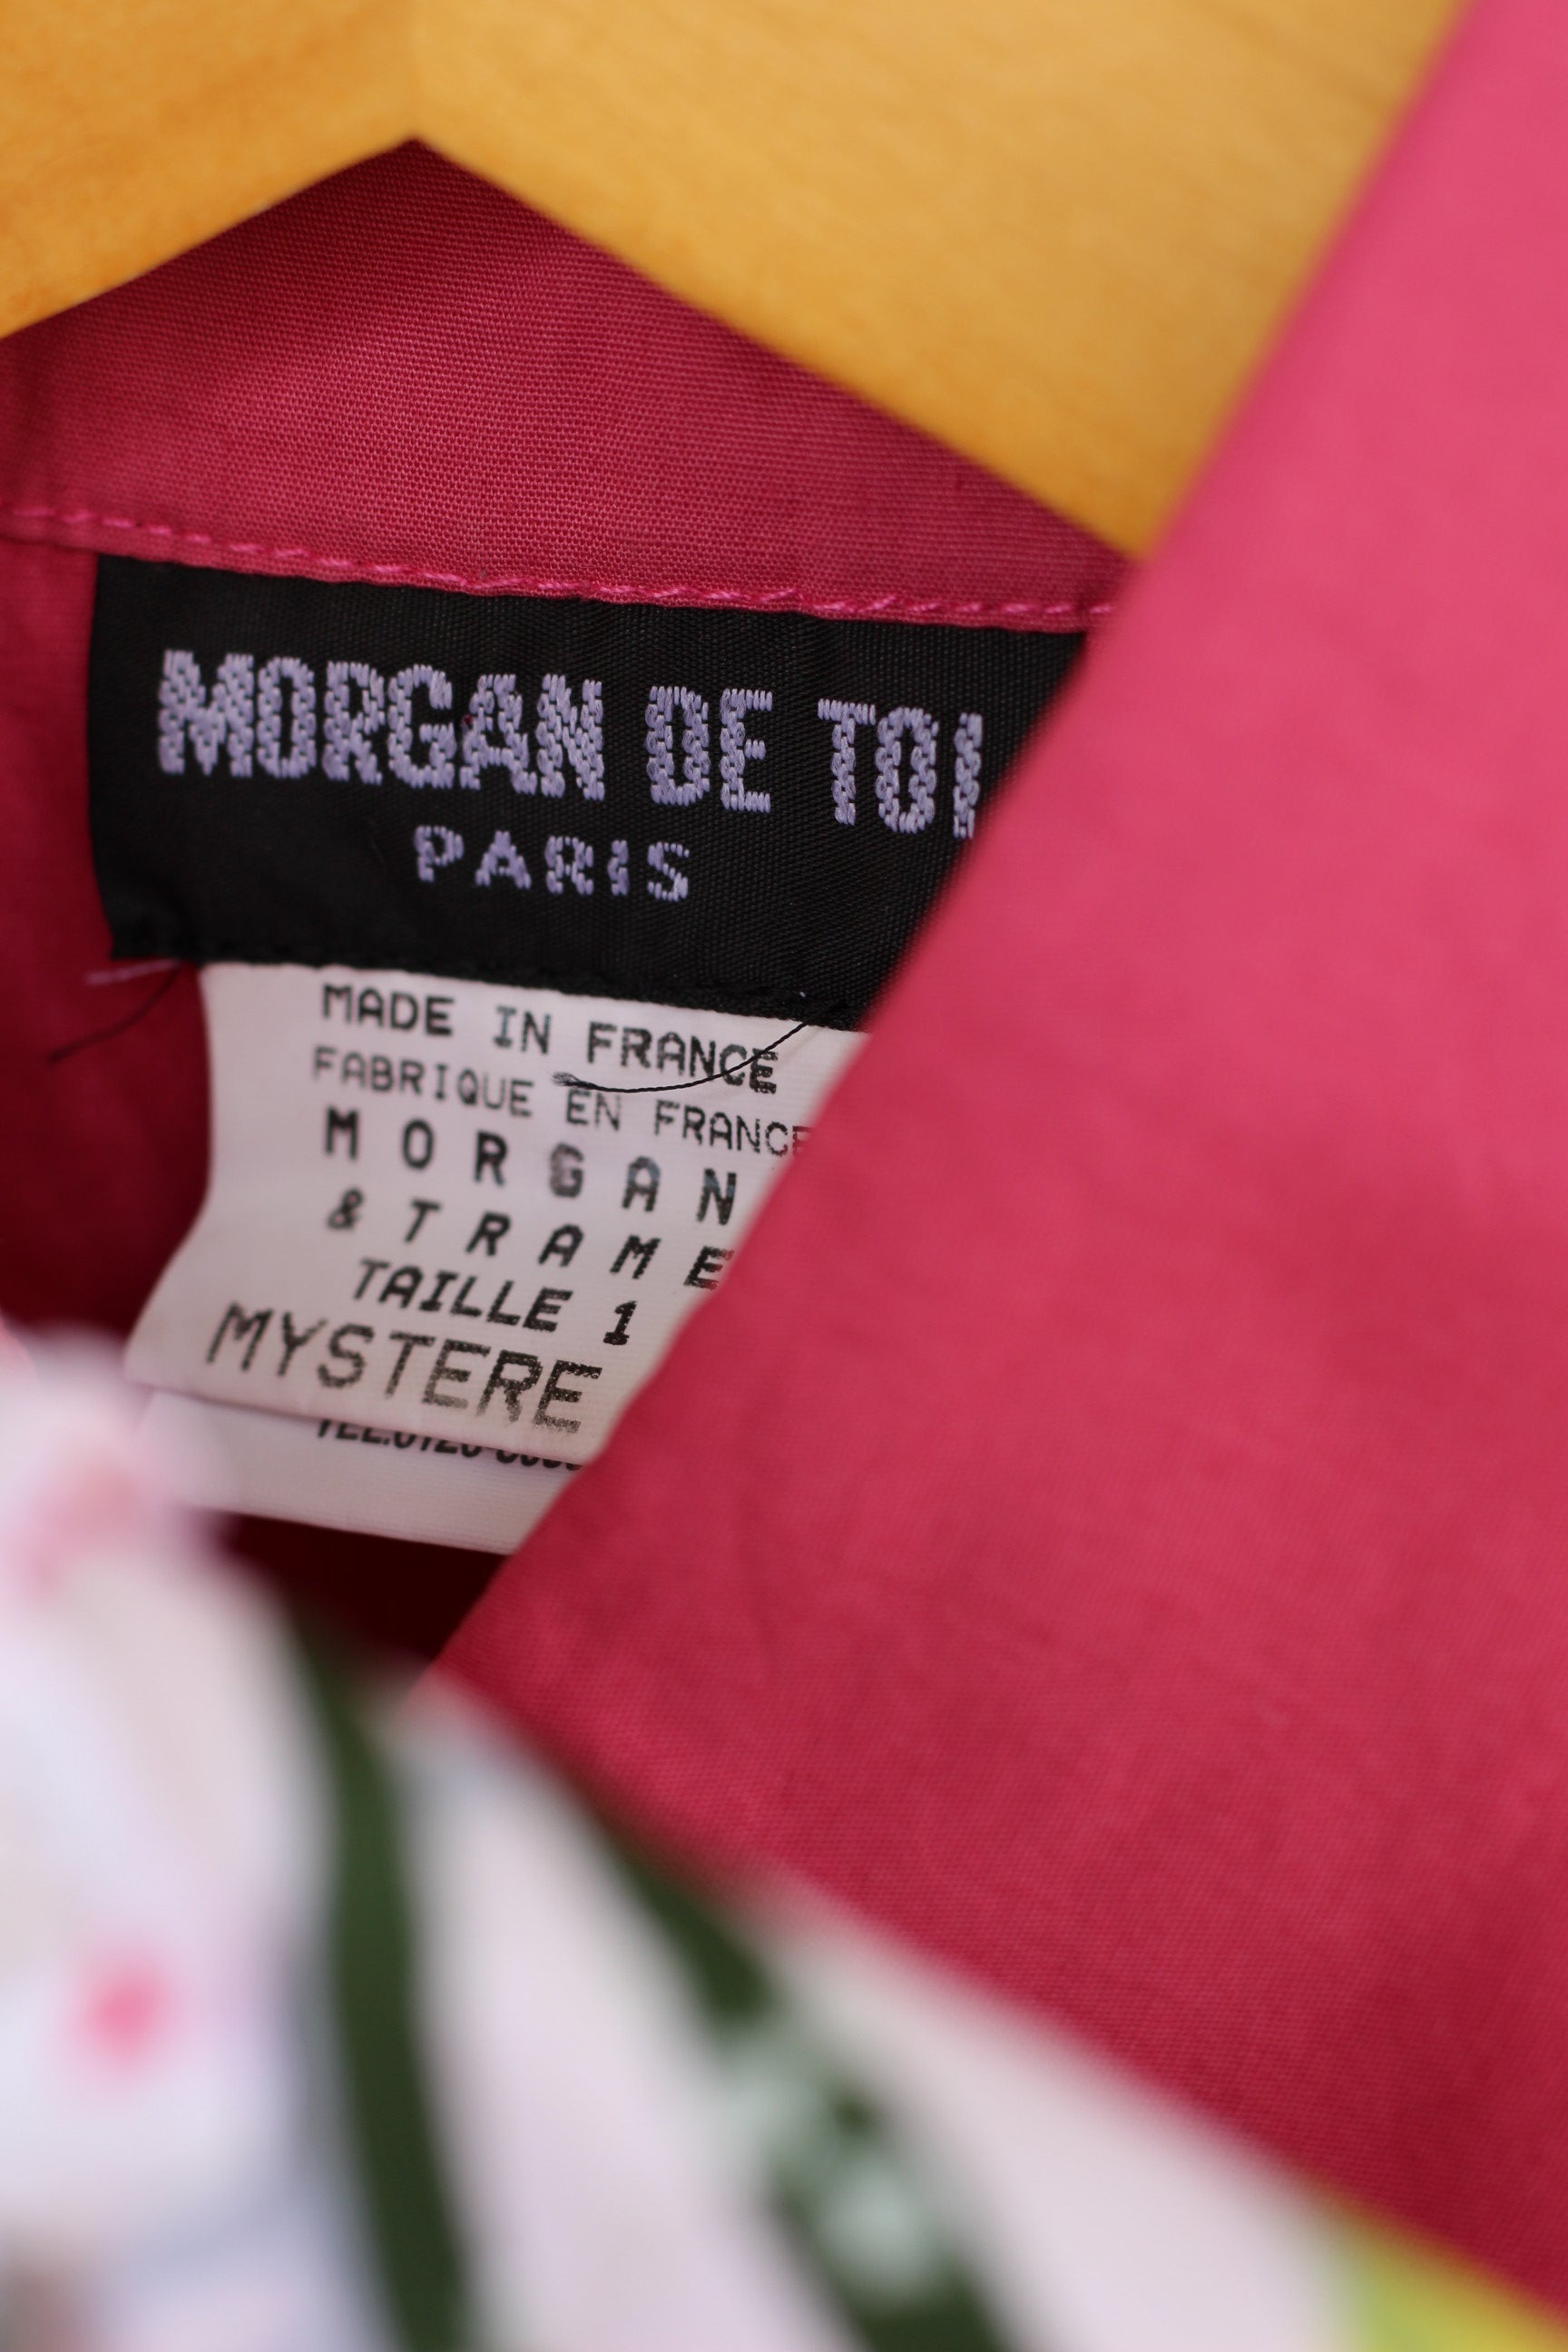 MORGAN DE TOI
PARIS
MADE IN FRANCE
FABRIQUE EN FRANCE
MORGAN
& TRAME
TAILLE 1
MYSTERE